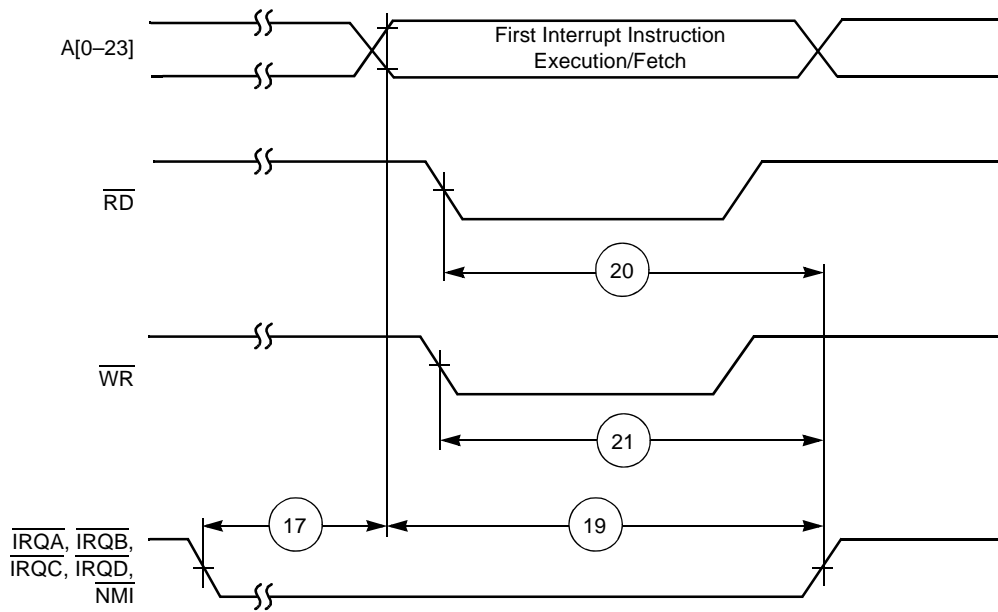 A[0–23]
First Interrupt Instruction
Execution/Fetch
RD
20
WR
21
17
19
IRQA, IRQB,
IRQC, IRQD,
NMI